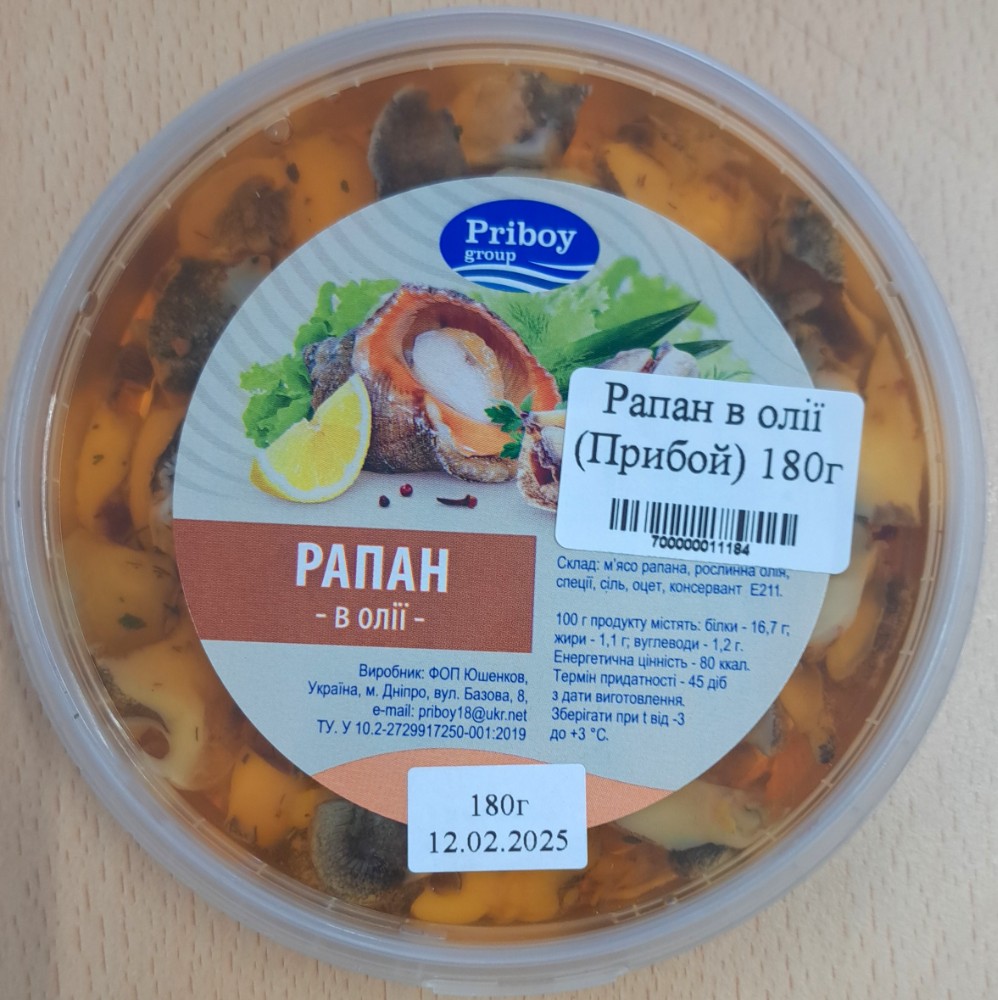 Priboy
group
Рапан в олії
(Прибой) 180г
700000011184
РАПАН
- в олії -
Виробник: ФОП Юшенков,
Україна, м. Дніпро, вул. Базова, 8,
e-mail: priboy18@ukr.net
ТУ. У 10.2-2729917250-001:2019
Склад: м'ясо рапана, рослинна олія,
спеції, сіль, оцет, консервант Е211.
100 г продукту містять: білки - 16,7 г;
жири - 1,1 г; вуглеводи - 1,2 г.
Енергетична цінність - 80 ккал.
Термін придатності - 45 діб
з дати виготовлення.
Зберігати при t від -3
до +3 °C.
180г
12.02.2025